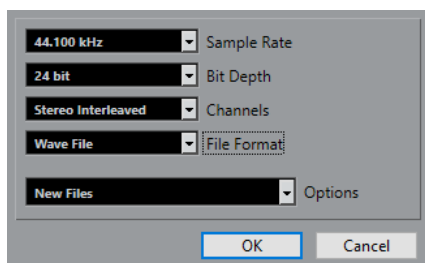 44.100 kHz Sample Rate
24 bit Bit Depth
Stereo Interleaved Channels
Wave File File Format
New Files Options
OK Cancel